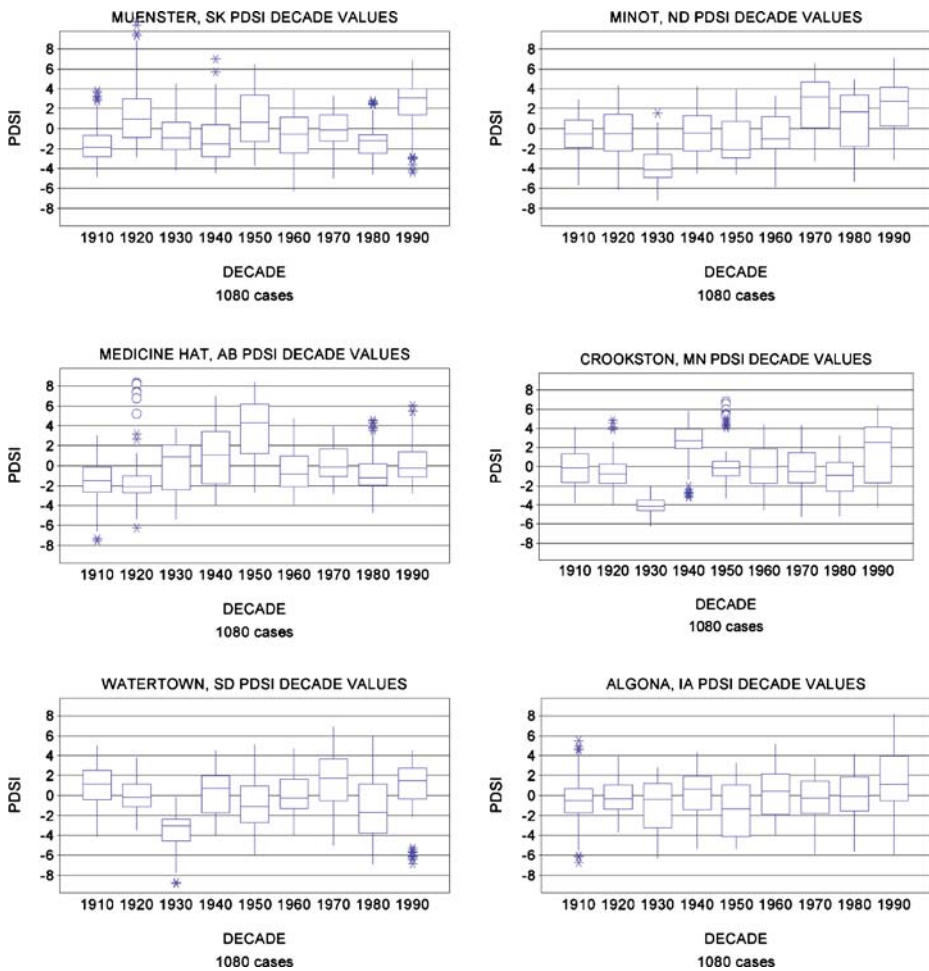 MUENSTER, SK PDSI DECADE VALUES
PDSI
8
6
4
2
0
-2
-4
-6
-8
1910 1920 1930 1940 1950 1960 1970 1980 1990
DECADE
1080 cases
MINOT, ND PDSI DECADE VALUES
PDSI
8
6
4
2
0
-2
-4
-6
-8
1910 1920 1930 1940 1950 1960 1970 1980 1990
DECADE
1080 cases
MEDICINE HAT, AB PDSI DECADE VALUES
PDSI
8
6
4
2
0
-2
-4
-6
-8
1910 1920 1930 1940 1950 1960 1970 1980 1990
DECADE
1080 cases
CROOKSTON, MN PDSI DECADE VALUES
PDSI
8
6
4
2
0
-2
-4
-6
-8
1910 1920 1930 1940 1950 1960 1970 1980 1990
DECADE
1080 cases
WATERTOWN, SD PDSI DECADE VALUES
PDSI
8
6
4
2
0
-2
-4
-6
-8
1910 1920 1930 1940 1950 1960 1970 1980 1990
DECADE
1080 cases
ALGONA, IA PDSI DECADE VALUES
PDSI
8
6
4
2
0
-2
-4
-6
-8
1910 1920 1930 1940 1950 1960 1970 1980 1990
DECADE
1080 cases